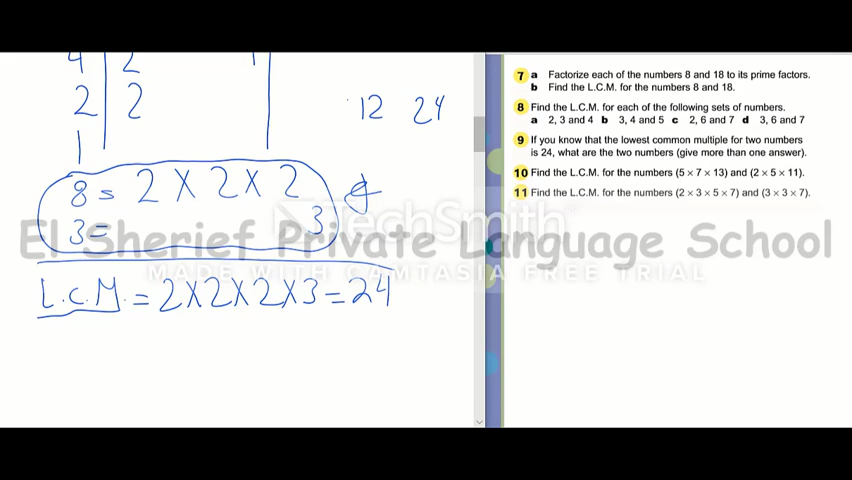 4 2 1
2 2
12 24
1
8 = 2 X 2 X 2
3 = 3
L.C.M. = 2X2X2X3 = 24
7 a Factorize each of the numbers 8 and 18 to its prime factors.
b Find the L.C.M. for the numbers 8 and 18.
8 Find the L.C.M. for each of the following sets of numbers.
a 2, 3 and 4 b 3, 4 and 5 c 2, 6 and 7 d 3, 6 and 7
9 If you know that the lowest common multiple for two numbers
is 24, what are the two numbers (give more than one answer).
10 Find the L.C.M. for the numbers (5 × 7 × 13) and (2 × 5 × 11).
11 Find the L.C.M. for the numbers (2 × 3 × 5 × 7) and (3 × 3 × 7).
TechSmith
El Sherief Private Language School
MADE WITH CAMTASIA FREE TRIAL